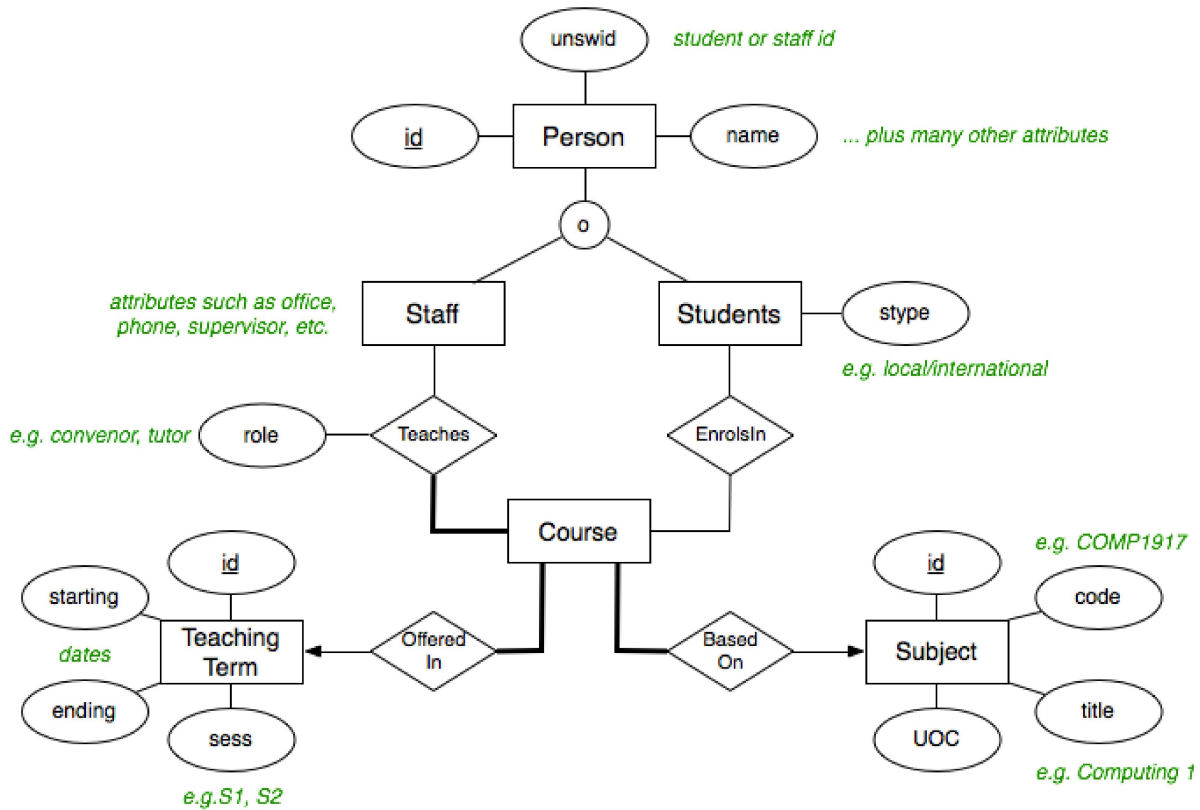 unswid
student or staff id
id
Person
name
... plus many other attributes
o
attributes such as office,
phone, supervisor, etc.
Staff
Students
stype
e.g. local/international
e.g. convenor, tutor
role
Teaches
EnrolsIn
Course
e.g. COMP1917
id
id
starting
code
Teaching
Term
dates
Offered
In
Based
On
Subject
ending
sess
UOC
title
e.g.S1, S2
e.g. Computing 1